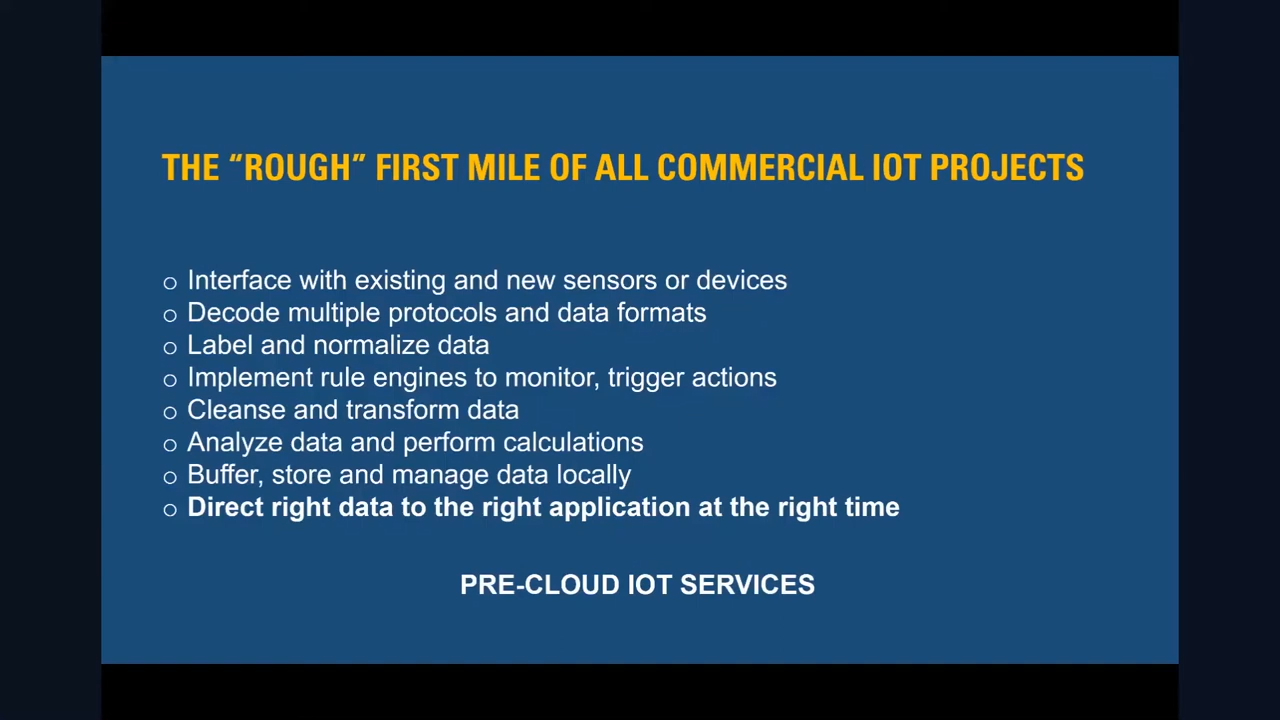 THE “ROUGH” FIRST MILE OF ALL COMMERCIAL IOT PROJECTS
o Interface with existing and new sensors or devices
o Decode multiple protocols and data formats
o Label and normalize data
o Implement rule engines to monitor, trigger actions
o Cleanse and transform data
o Analyze data and perform calculations
o Buffer, store and manage data locally
o Direct right data to the right application at the right time
PRE-CLOUD IOT SERVICES